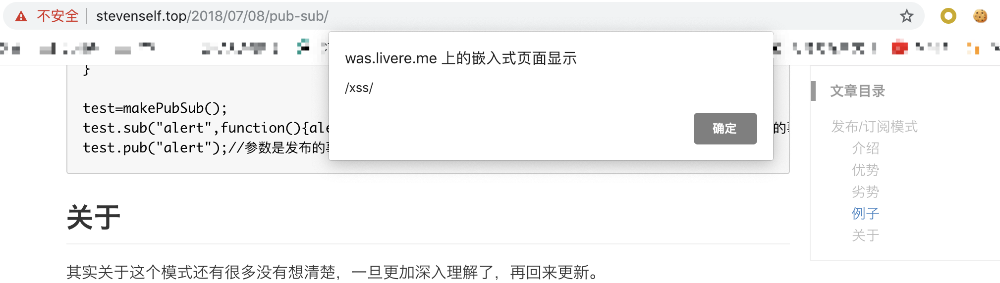 不安全 stevenself.top/2018/07/08/pub-sub/
was.livere.me 上的嵌入式页面显示
/xss/
确定
}
test=makePubSub();
test.sub("alert",function(){ale
的
test.pub("alert");//参数是发布的
关于
其实关于这个模式还有很多没有想清楚，一旦更加深入理解了，再回来更新。
文章目录
发布/订阅模式
介绍
优势
劣势
例子
关于